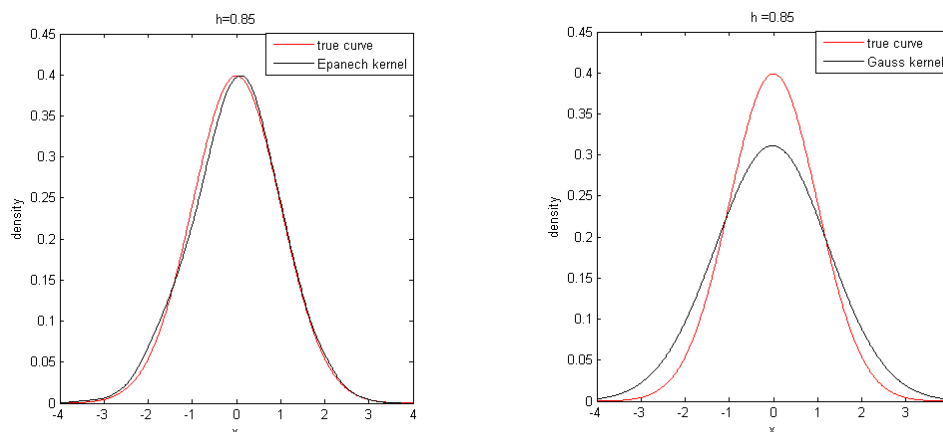 h=0.85
true curve
Epanech kernel
0.45
0.4
0.35
0.3
0.25
0.2
0.15
0.1
0.05
0
density
-4 -3 -2 -1 0 1 2 3 4
x
h =0.85
true curve
Gauss kernel
0.45
0.4
0.35
0.3
0.25
0.2
0.15
0.1
0.05
0
density
-4 -3 -2 -1 0 1 2 3
x